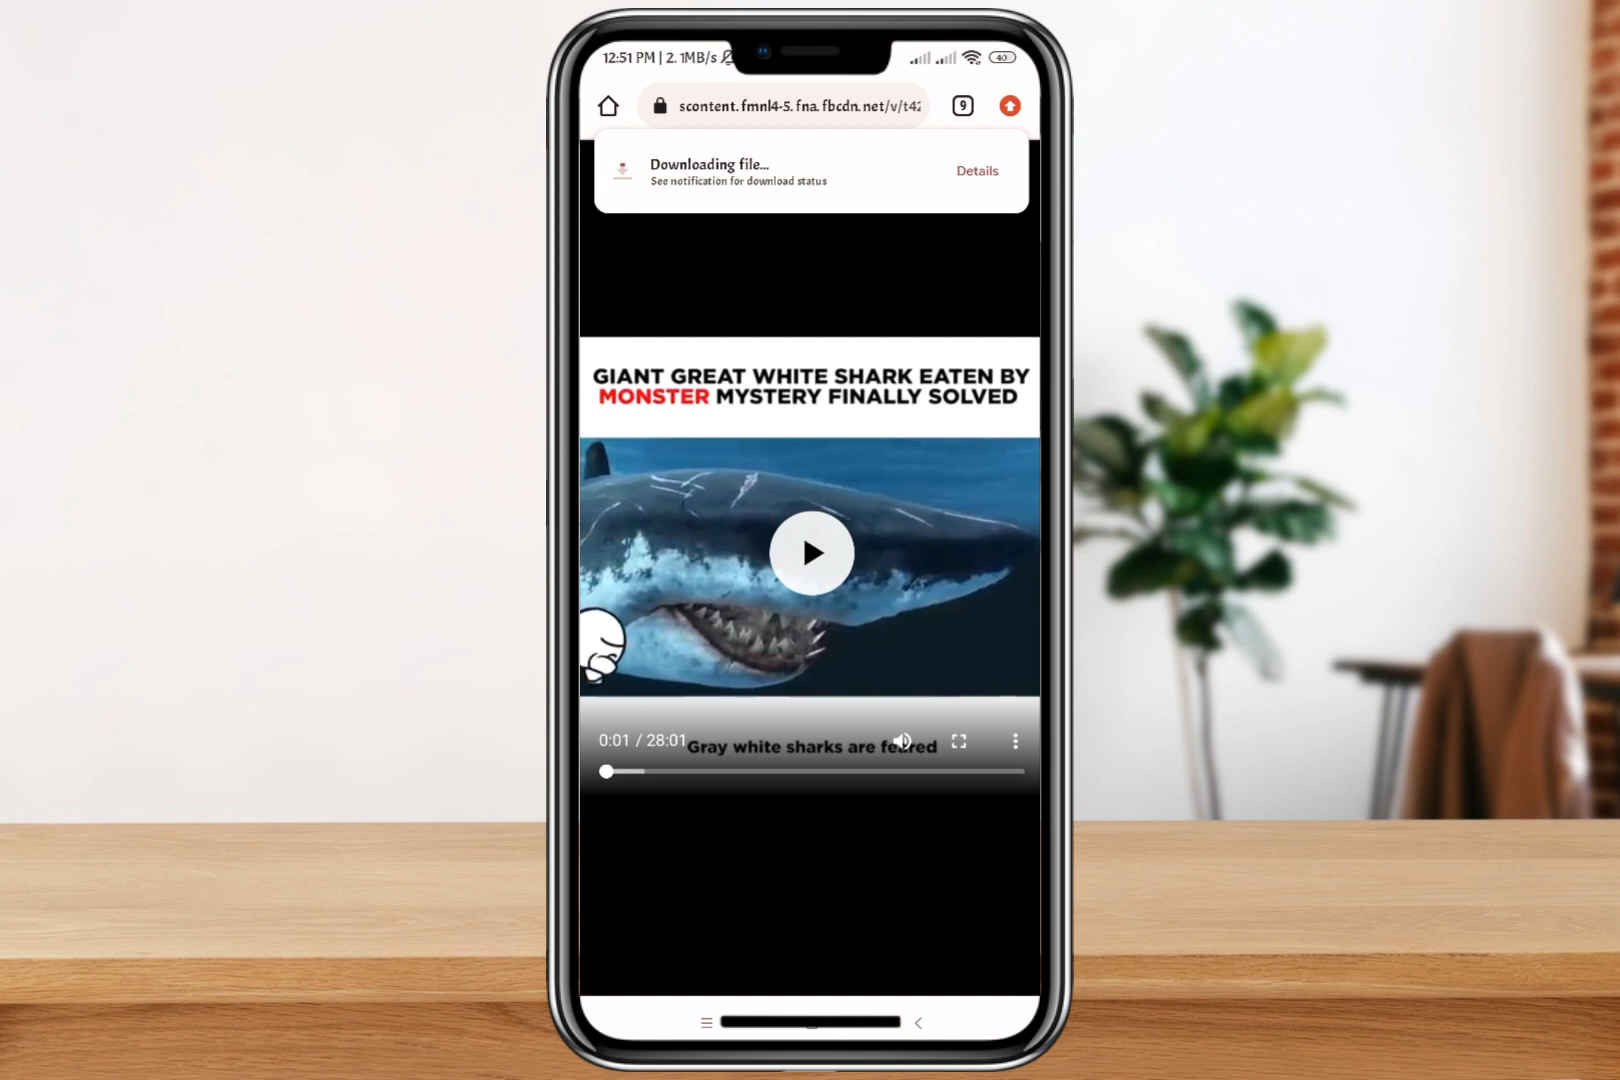 12:51 PM | 2.1MB/s
40
scontent.fmnl4-5.fna.fbcdn.net/v/t42
9
Downloading file...
See notification for download status
Details
GIANT GREAT WHITE SHARK EATEN BY
MONSTER MYSTERY FINALLY SOLVED
0:01 / 28:01
Gray white sharks are feared